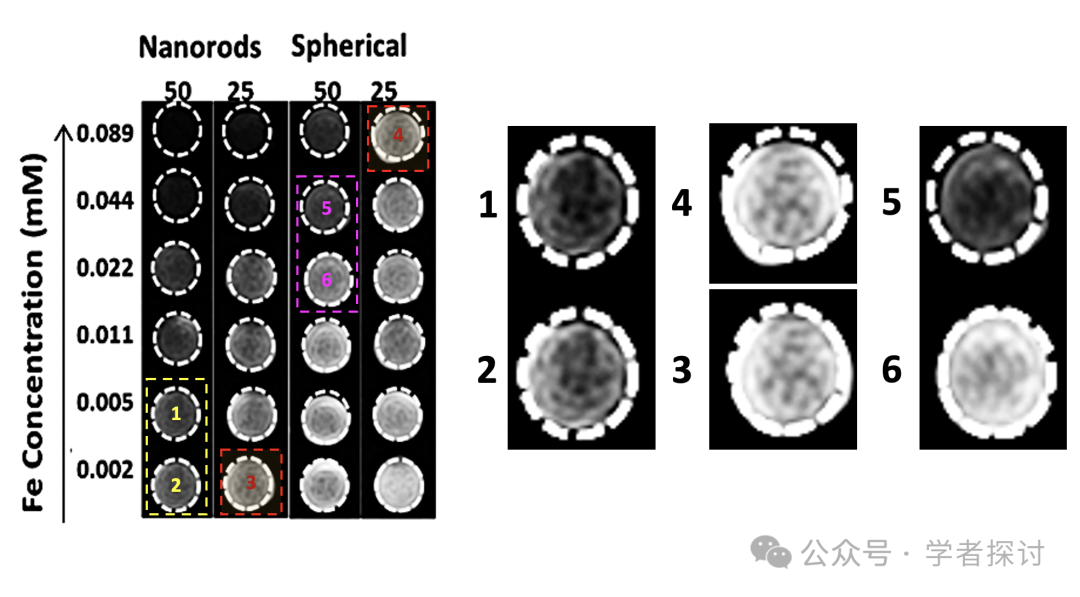 Nanorods Spherical
50 25 50 25
Fe Concentration (mM)
0.089
0.044
0.022
0.011
0.005
0.002
4
5
6
1
2
3
1 4 5
2 3 6
公众号 · 学者探讨